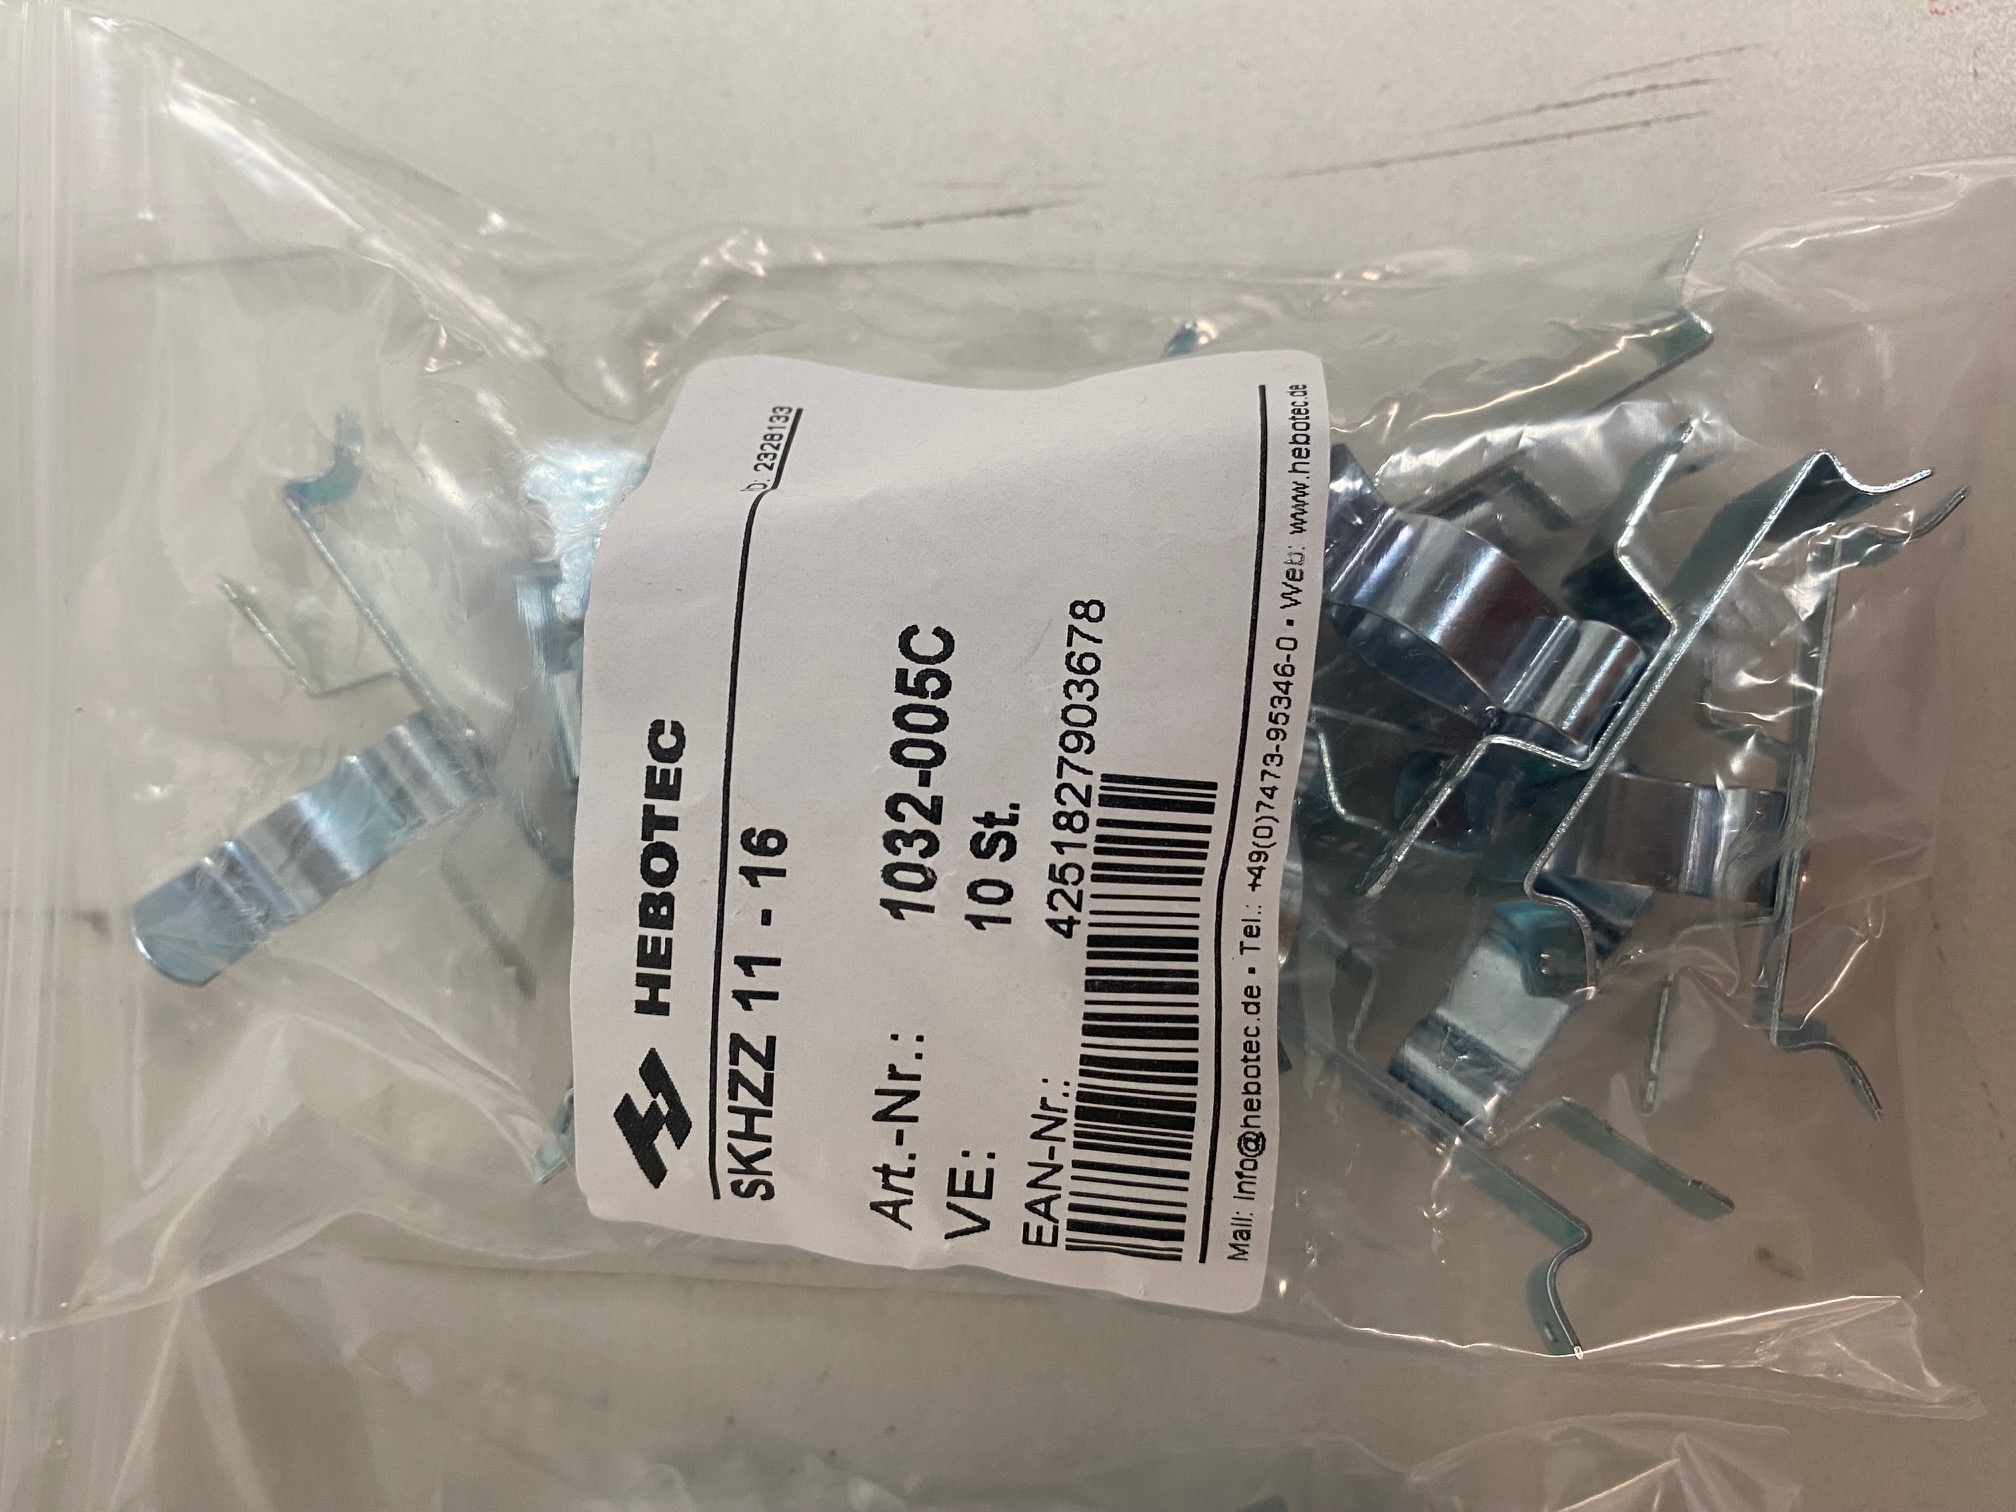 HEBOTEC
b: 2328133
SKHZZ 11 - 16
Art.-Nr.: 1032-005C
VE: 10 St.
EAN-Nr.: 4251827903678
Mail: info@hebotec.de • Tel.: +49(0)7473-95346-0 • Web: www.hebotec.de